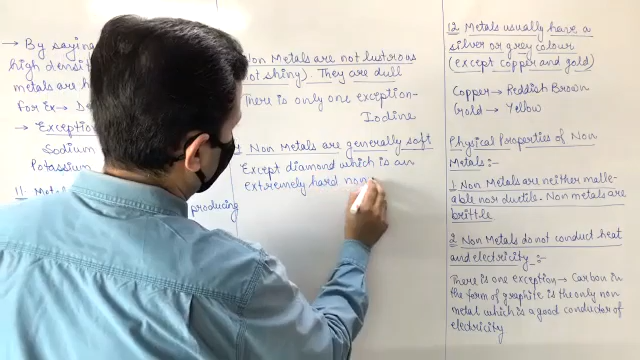 → By saying
high densit
metals are h
For Ex → De
→ Exception
Sodium
Potassium
11. Metal
producing
Non Metals are not lustrous
not shiny). They are dull
There is only one exception-
Iodine
Non Metals are generally soft
Except diamond which is an
extremely hard non
12 Metals usually have a
silver or grey colour
(except copper and gold)
Copper → Reddish Brown
Gold → Yellow
Physical Properties of Non
Metals:-
1 Non Metals are neither malle-
able nor ductile. Non metals are
brittle
2 Non Metals do not conduct heat
and electricity :-
There is one exception → Carbon in
the form of graphite is the only non
metal which is a good conductor of
electricity